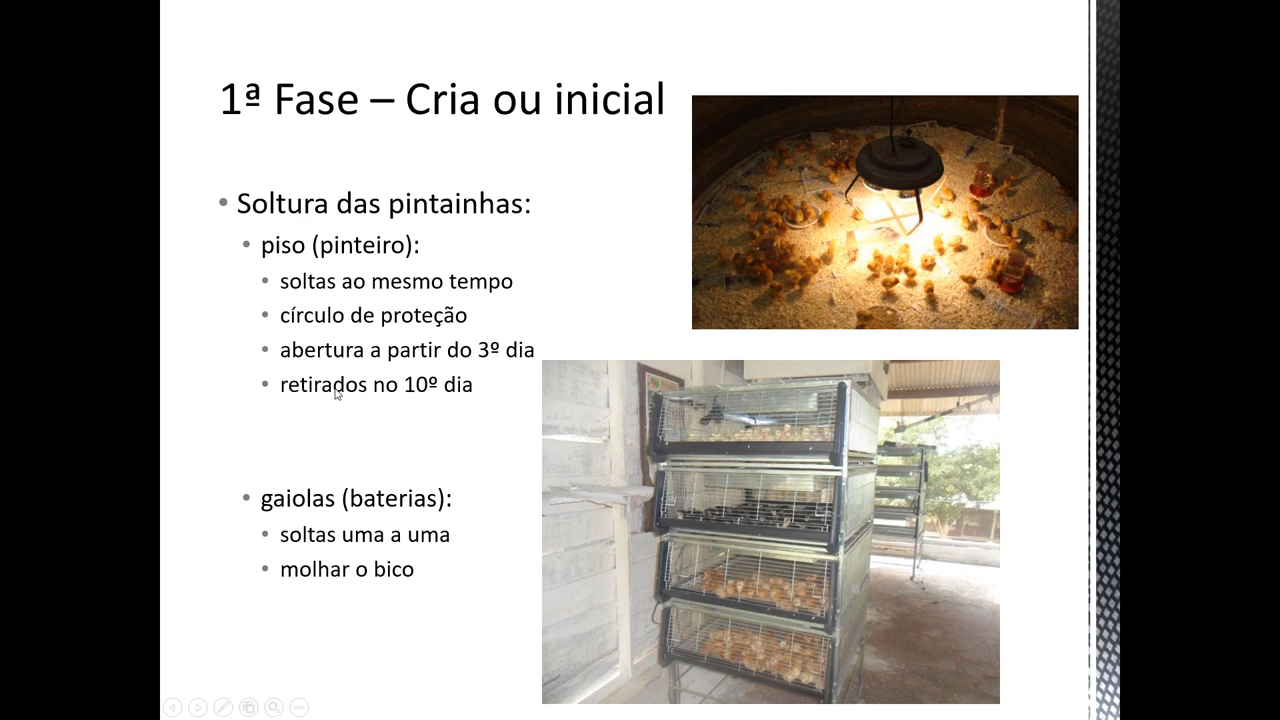 1ª Fase – Cria ou inicial
• Soltura das pintainhas:
• piso (pinteiro):
• soltas ao mesmo tempo
• círculo de proteção
• abertura a partir do 3º dia
• retirados no 10º dia
• gaiolas (baterias):
• soltas uma a uma
• molhar o bico